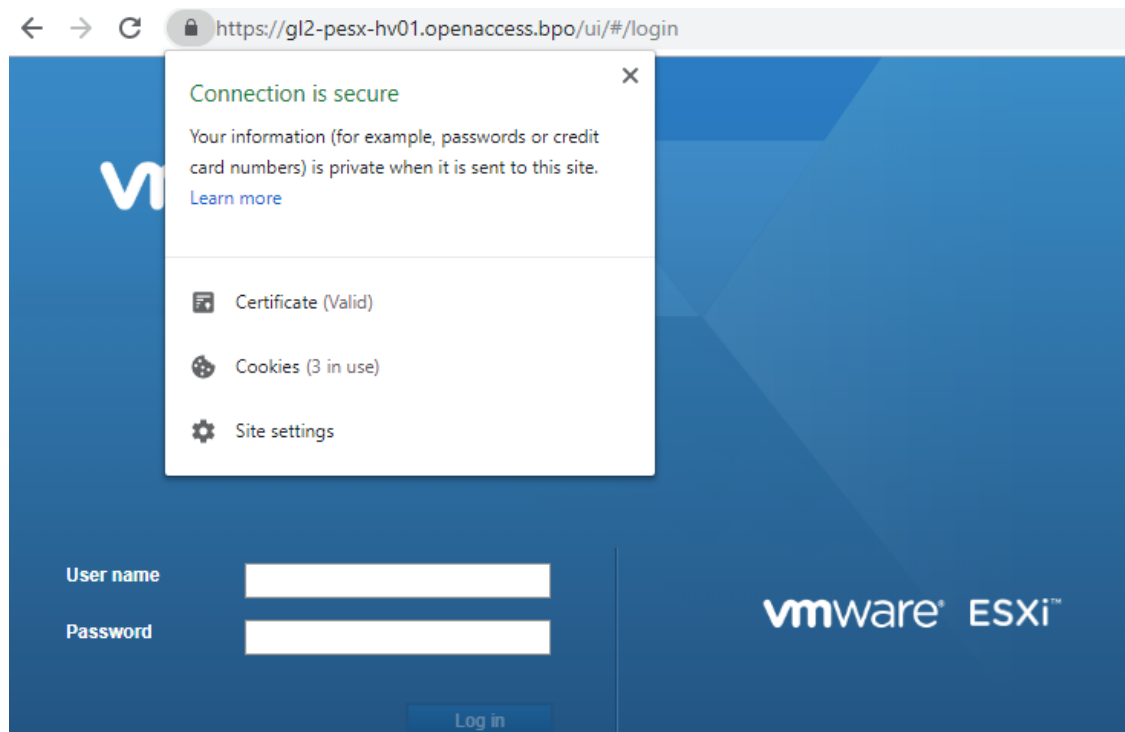 https://gl2-pesx-hv01.openaccess.bpo/ui/#/login
Connection is secure
Your information (for example, passwords or credit
card numbers) is private when it is sent to this site.
Learn more
Certificate (Valid)
Cookies (3 in use)
Site settings
User name
Password
Log in
vmware® ESXi™